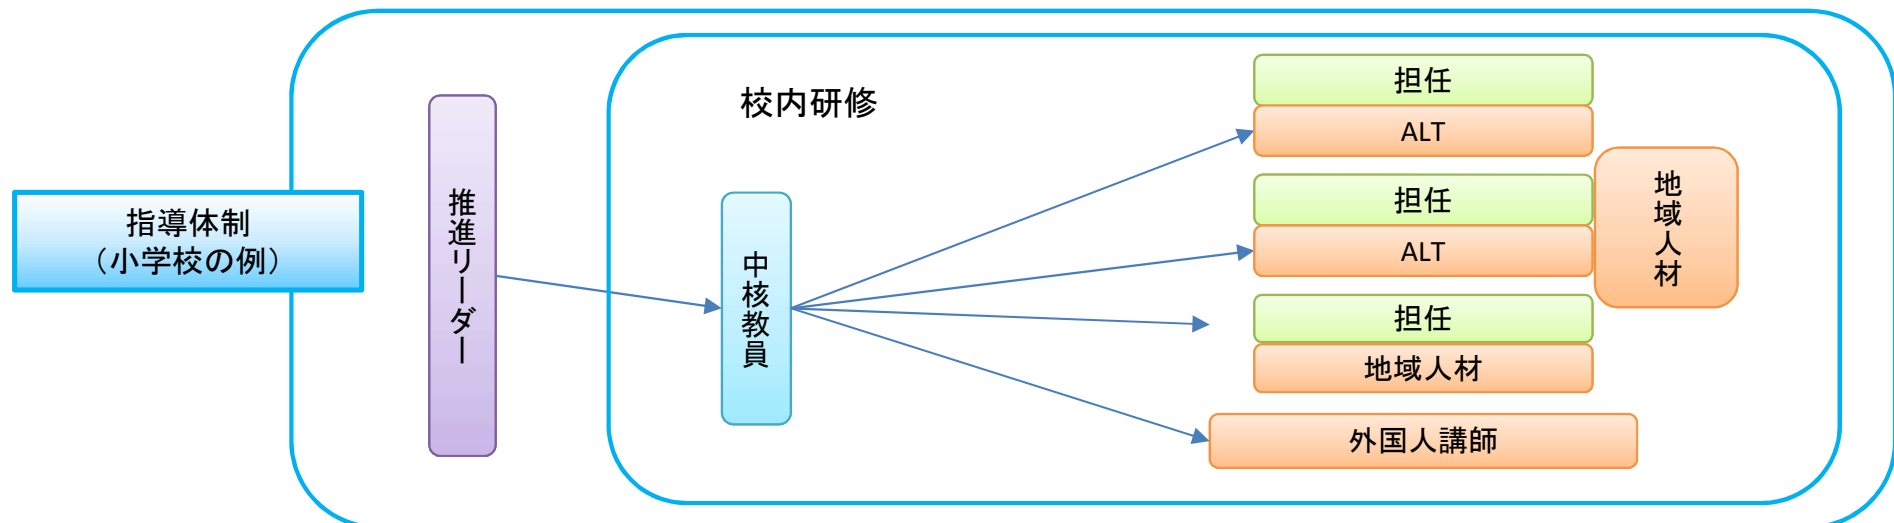 指導体制
（小学校の例）
推進リーダー
校内研修
中核教員
担任
ALT
担任
ALT
地域人材
担任
地域人材
外国人講師